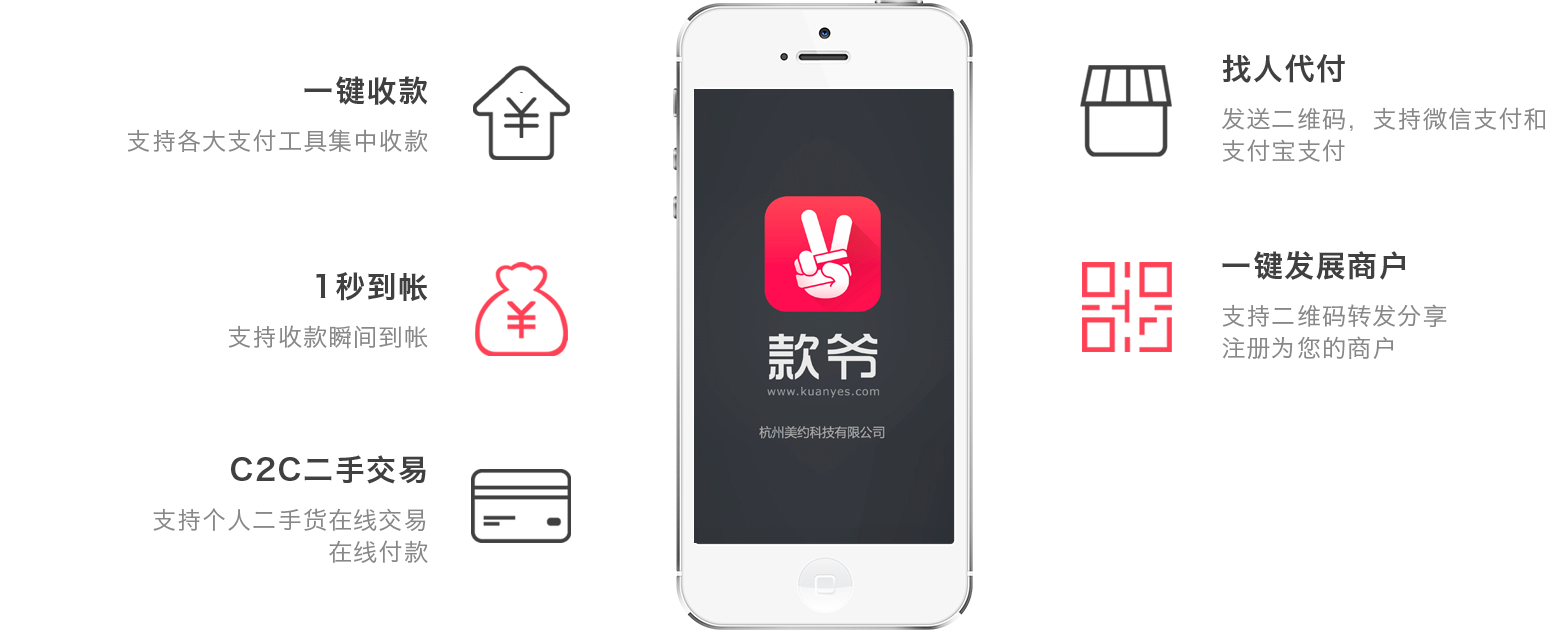 一键收款
支持各大支付工具集中收款
1秒到帐
支持收款瞬间到帐
C2C二手交易
支持个人二手货在线交易
在线付款
款爷
www.kuanyes.com
杭州美约科技有限公司
找人代付
发送二维码，支持微信支付和
支付宝支付
一键发展商户
支持二维码转发分享
注册为您的商户